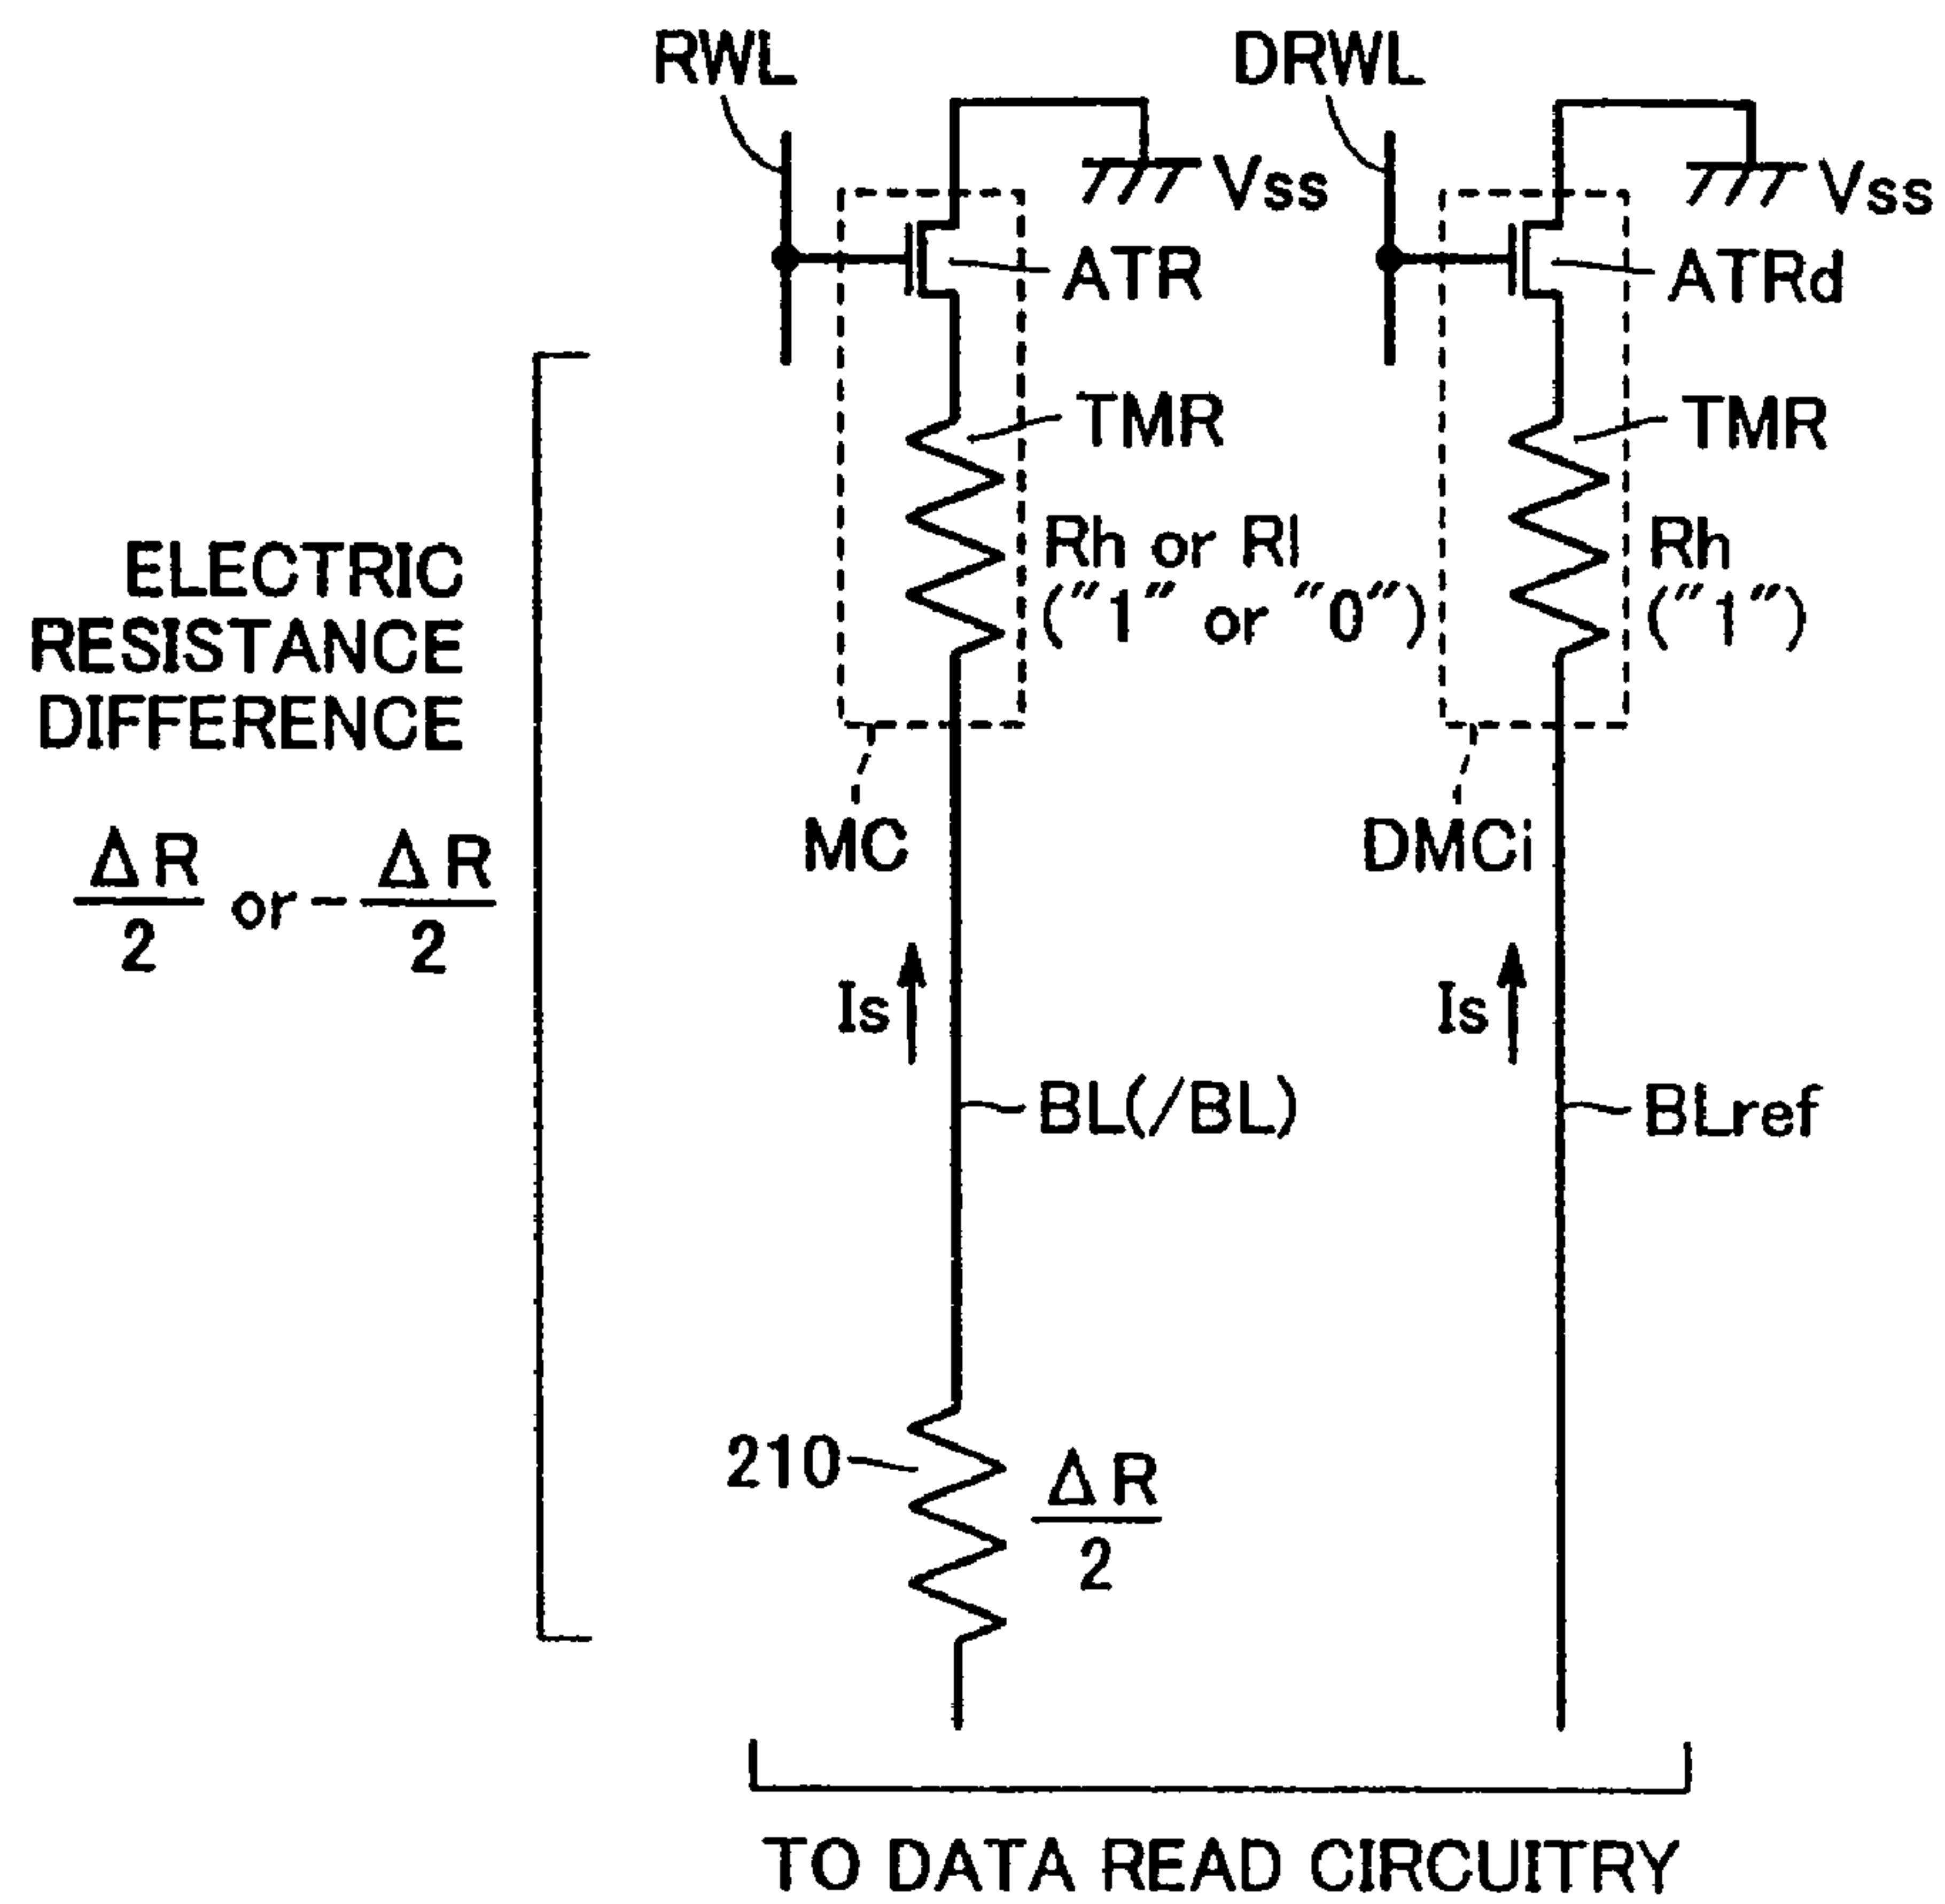 RWL
DRWL
Vss
Vss
ATR
ATRd
TMR
TMR
Rh or Rl
("1" or "0")
Rh
("1")
ELECTRIC
RESISTANCE
DIFFERENCE
ΔR/2 or -ΔR/2
MC
DMCi
Is
Is
BL(/BL)
BLref
210
ΔR/2
TO DATA READ CIRCUITRY